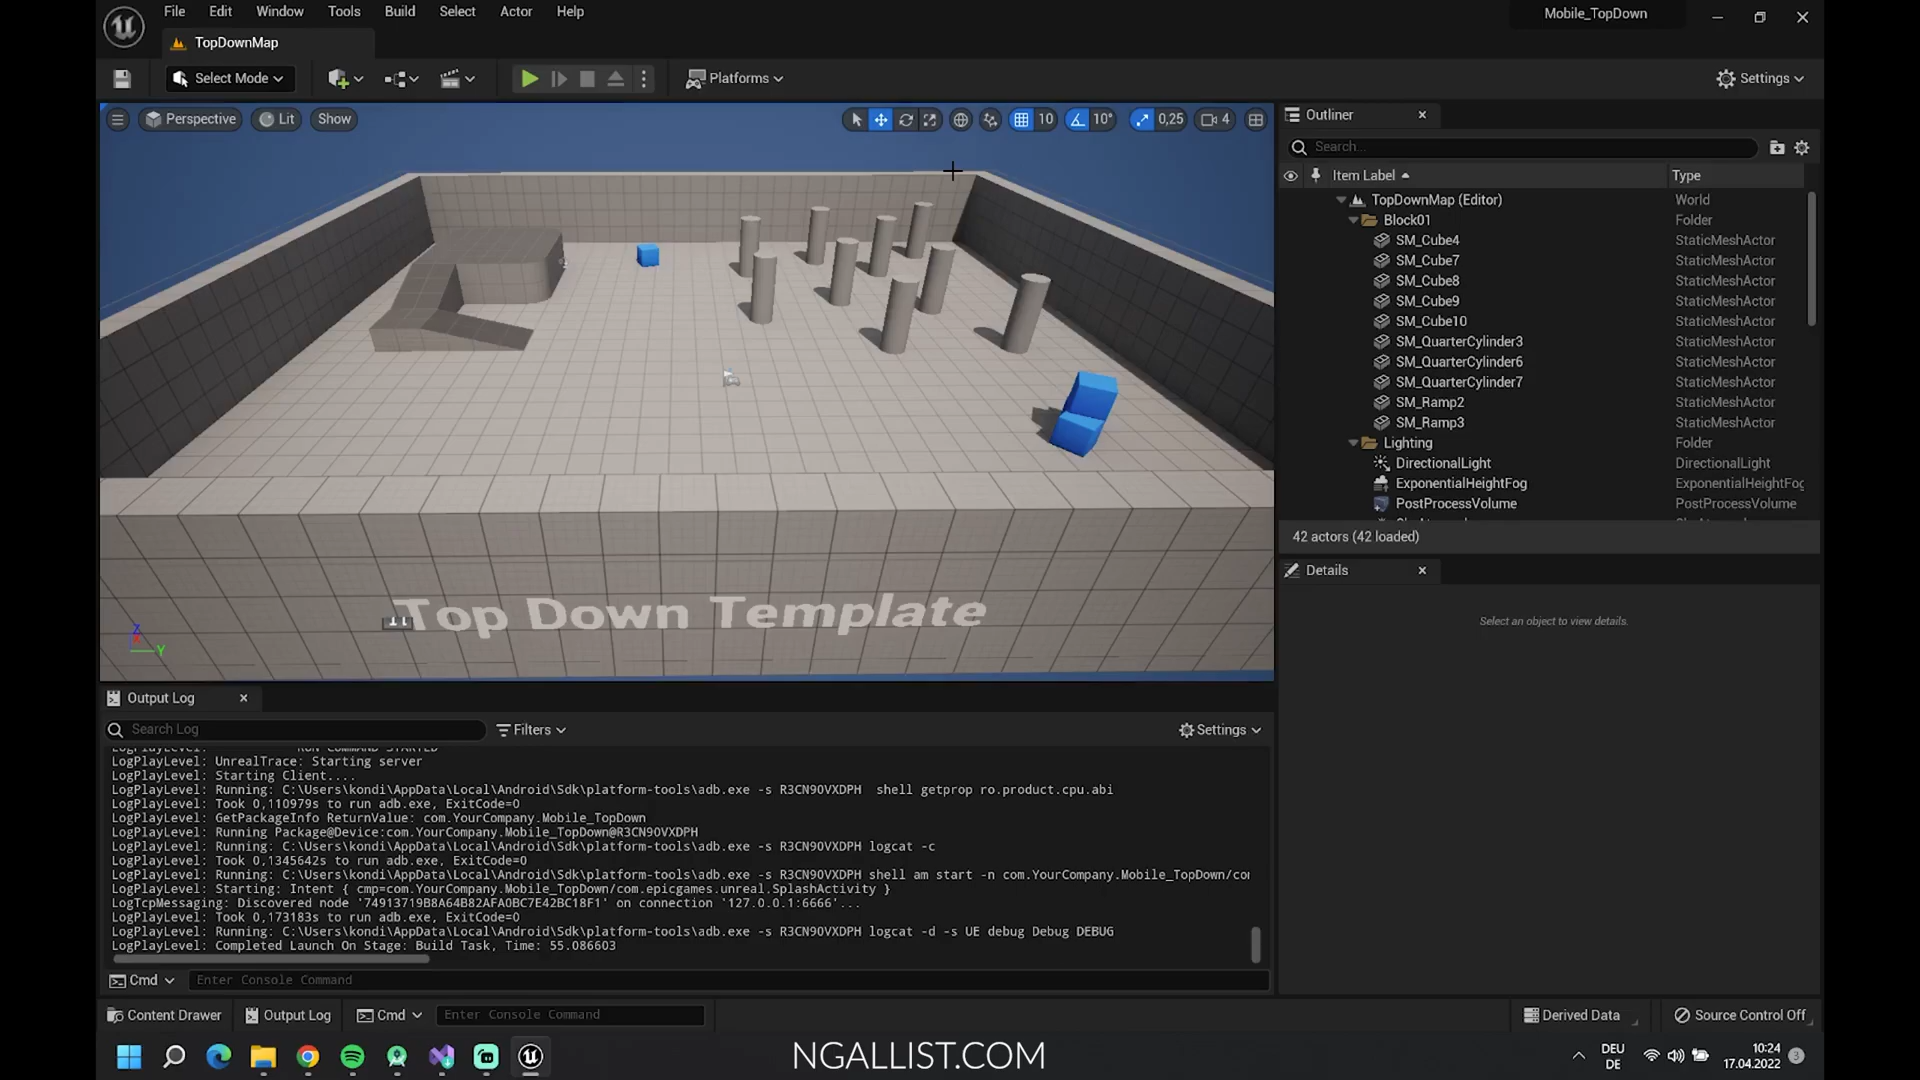 File Edit Window Tools Build Select Actor Help
Mobile_TopDown
TopDownMap
Select Mode
Platforms
Settings
Perspective Lit Show
10 10° 0,25 4
Outliner
Search...
Item Label Type
TopDownMap (Editor) World
Block01 Folder
SM_Cube4 StaticMeshActor
SM_Cube7 StaticMeshActor
SM_Cube8 StaticMeshActor
SM_Cube9 StaticMeshActor
SM_Cube10 StaticMeshActor
SM_QuarterCylinder3 StaticMeshActor
SM_QuarterCylinder6 StaticMeshActor
SM_QuarterCylinder7 StaticMeshActor
SM_Ramp2 StaticMeshActor
SM_Ramp3 StaticMeshActor
Lighting Folder
DirectionalLight DirectionalLight
ExponentialHeightFog ExponentialHeightFog
PostProcessVolume PostProcessVolume
42 actors (42 loaded)
Details
Select an object to view details.
Top Down Template
Z
Y
Output Log
Search Log
Filters
Settings
LogPlayLevel: RUN COMMAND STARTED
LogPlayLevel: UnrealTrace: Starting server
LogPlayLevel: Starting Client....
LogPlayLevel: Running: C:\Users\kondi\AppData\Local\Android\Sdk\platform-tools\adb.exe -s R3CN90VXDPH shell getprop ro.product.cpu.abi
LogPlayLevel: Took 0,110979s to run adb.exe, ExitCode=0
LogPlayLevel: GetPackageInfo ReturnValue: com.YourCompany.Mobile_TopDown
LogPlayLevel: Running Package@Device:com.YourCompany.Mobile_TopDown@R3CN90VXDPH
LogPlayLevel: Running: C:\Users\kondi\AppData\Local\Android\Sdk\platform-tools\adb.exe -s R3CN90VXDPH logcat -c
LogPlayLevel: Took 0,1345642s to run adb.exe, ExitCode=0
LogPlayLevel: Running: C:\Users\kondi\AppData\Local\Android\Sdk\platform-tools\adb.exe -s R3CN90VXDPH shell am start -n com.YourCompany.Mobile_TopDown/com
LogPlayLevel: Starting: Intent { cmp=com.YourCompany.Mobile_TopDown/com.epicgames.unreal.SplashActivity }
LogTcpMessaging: Discovered node '74913719B8A64B82AFA0BC7E42BC18F1' on connection '127.0.0.1:6666'...
LogPlayLevel: Took 0,173183s to run adb.exe, ExitCode=0
LogPlayLevel: Running: C:\Users\kondi\AppData\Local\Android\Sdk\platform-tools\adb.exe -s R3CN90VXDPH logcat -d -s UE debug Debug DEBUG
LogPlayLevel: Completed Launch On Stage: Build Task, Time: 55.086603
Cmd Enter Console Command
Content Drawer Output Log Cmd Enter Console Command
Derived Data Source Control Off
NGALLIST.COM
DEU
DE
10:24
17.04.2022
3